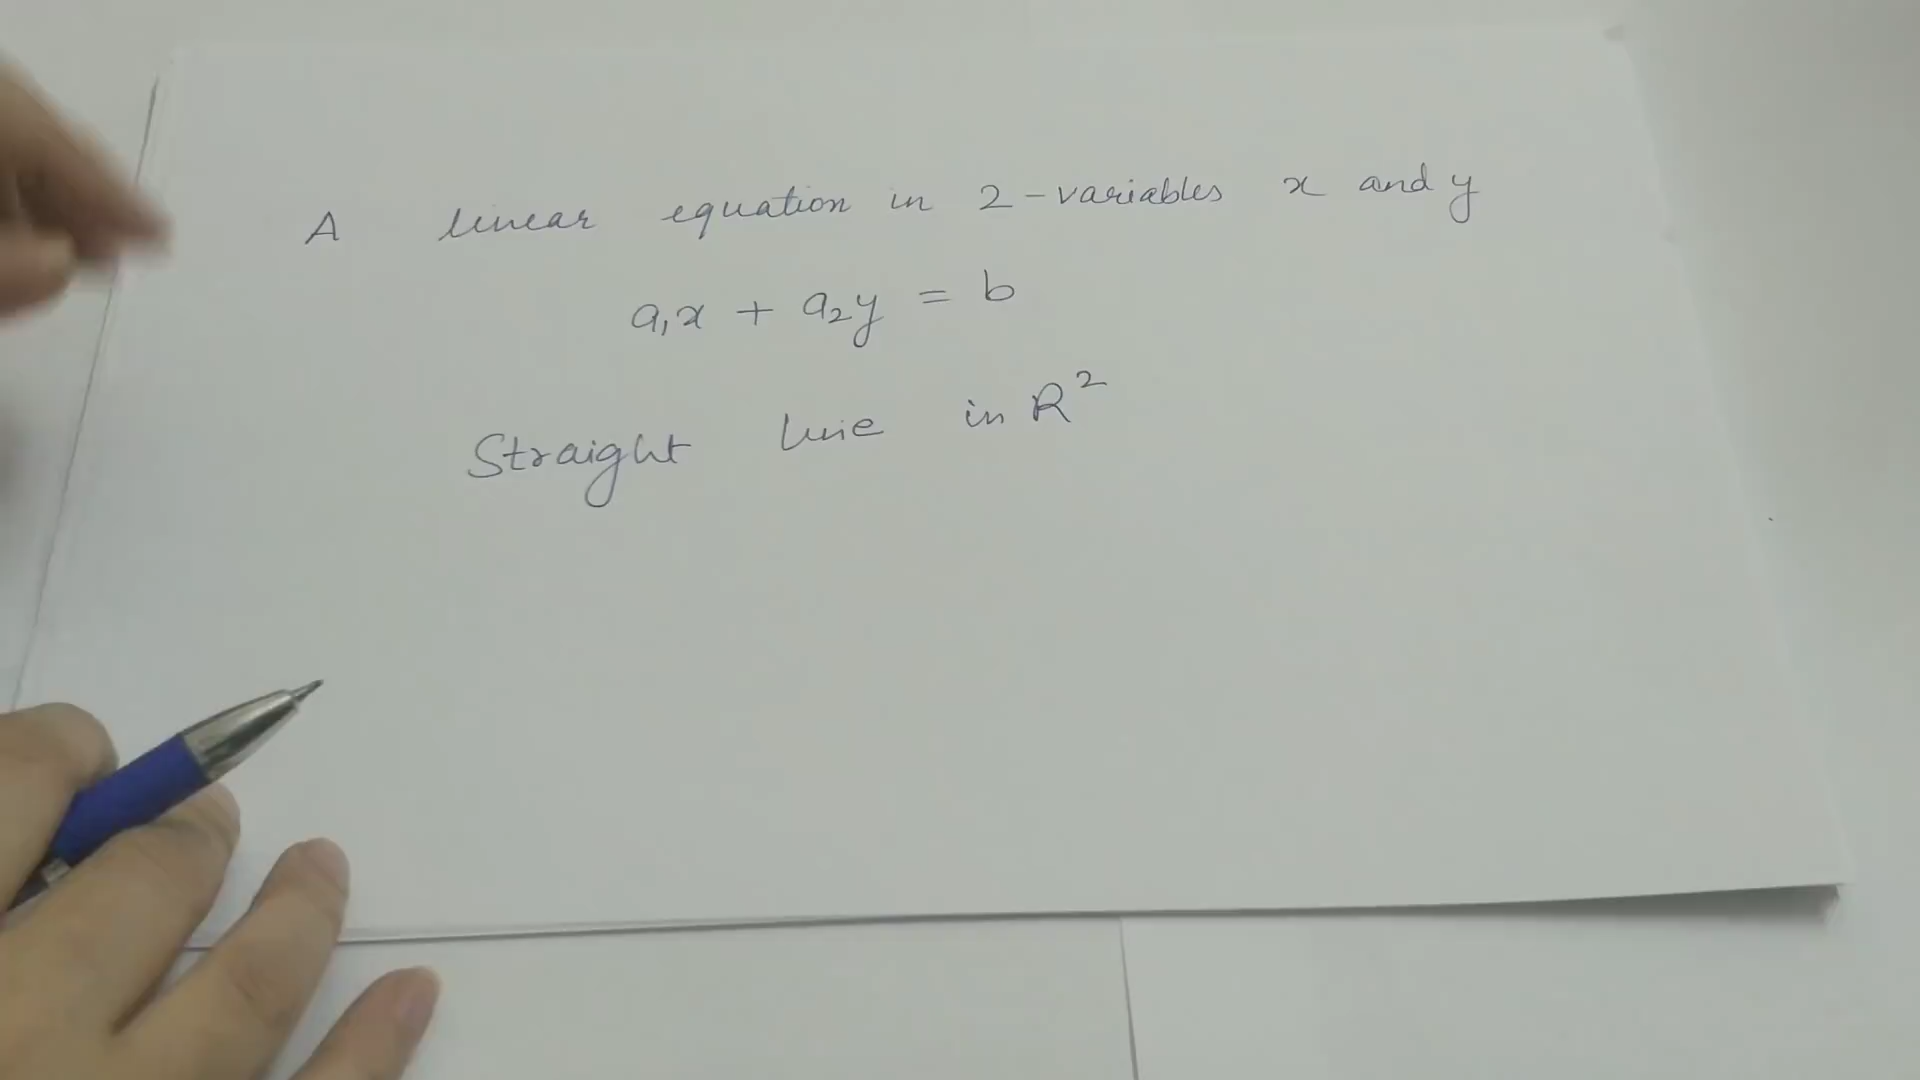 A linear equation in 2-variables x and y
a₁x + a₂y = b
Straight line in R²